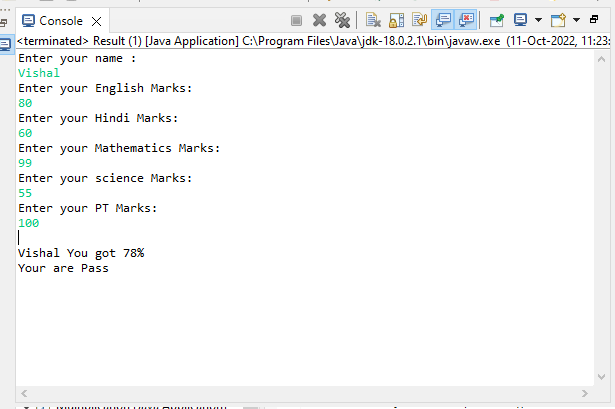 Console
<terminated> Result (1) [Java Application] C:\Program Files\Java\jdk-18.0.2.1\bin\javaw.exe (11-Oct-2022, 11:23:
Enter your name :
Vishal
Enter your English Marks:
80
Enter your Hindi Marks:
60
Enter your Mathematics Marks:
99
Enter your science Marks:
55
Enter your PT Marks:
100
Vishal You got 78%
Your are Pass